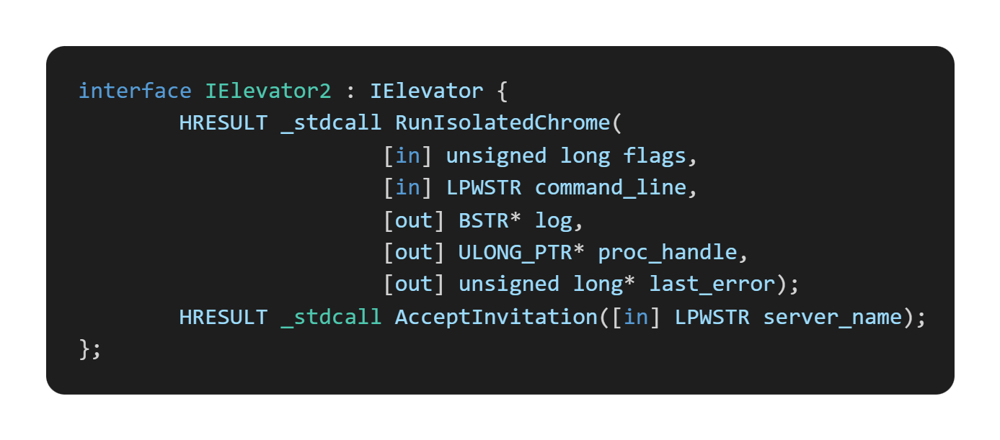 interface IElevator2 : IElevator {
        HRESULT _stdcall RunIsolatedChrome(
                        [in] unsigned long flags,
                        [in] LPWSTR command_line,
                        [out] BSTR* log,
                        [out] ULONG_PTR* proc_handle,
                        [out] unsigned long* last_error);
        HRESULT _stdcall AcceptInvitation([in] LPWSTR server_name);
};